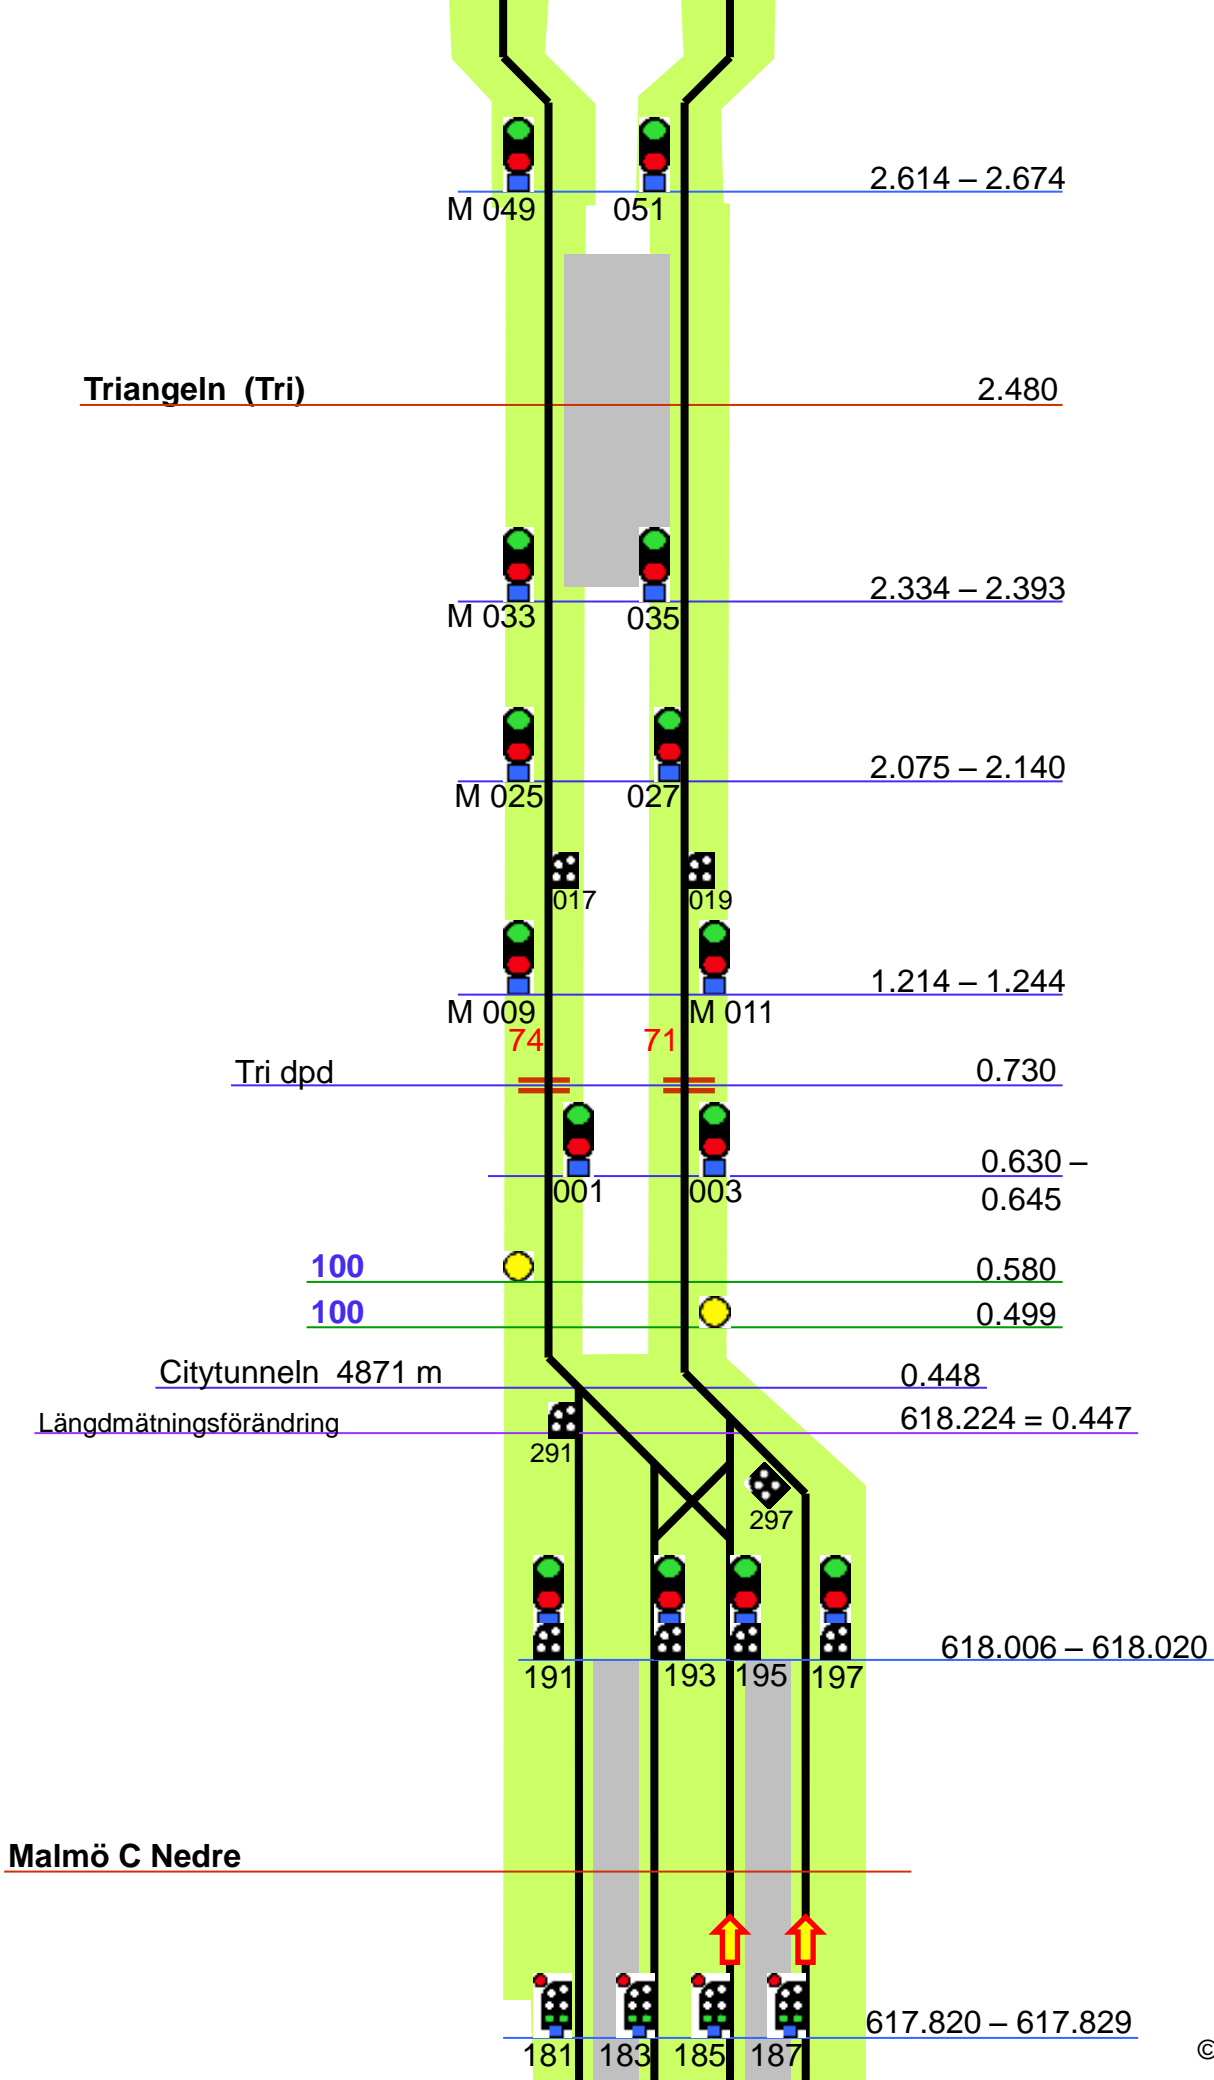 2.614 – 2.674
M 049 051
Triangeln (Tri) 2.480
2.334 – 2.393
M 033 035
2.075 – 2.140
M 025 027
017 019
1.214 – 1.244
M 009 M 011
74 71
Tri dpd 0.730
0.630 –
001 003 0.645
100 0.580
100 0.499
Citytunneln 4871 m 0.448
Längdmätningsförändring 618.224 = 0.447
291
297
618.006 – 618.020
191 193 195 197
Malmö C Nedre
617.820 – 617.829
181 183 185 187
©